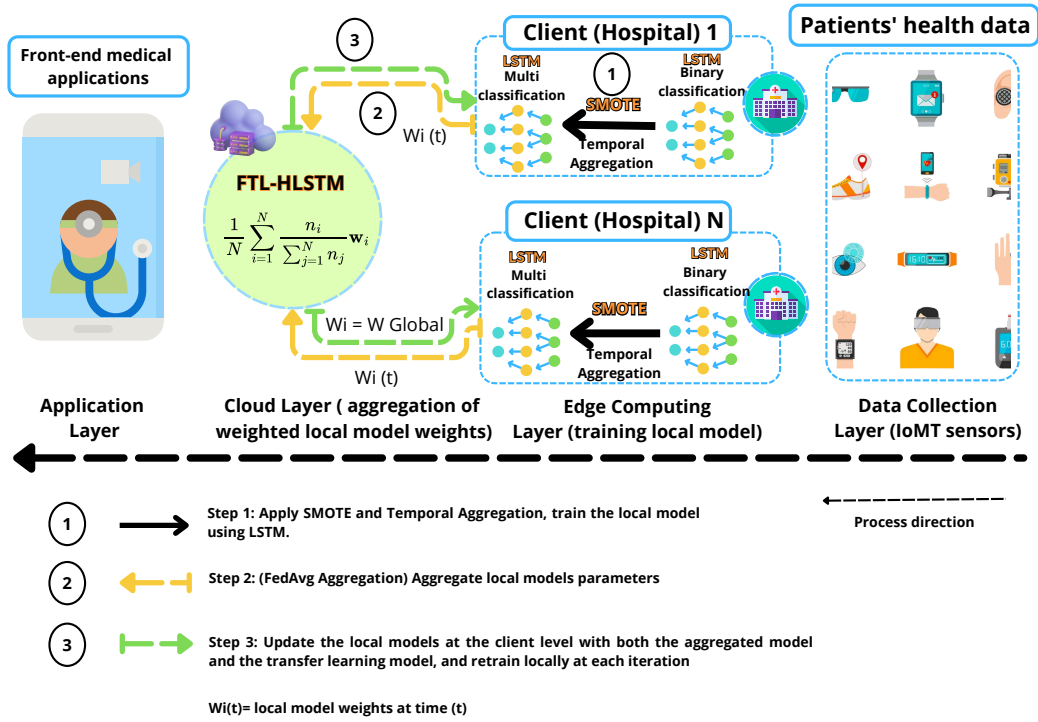 Front-end medical
applications
3
2
Wi (t)
FTL-HLSTM
\frac{1}{N} \sum_{i=1}^{N} \frac{n_i}{\sum_{j=1}^{N} n_j} \mathbf{w}_i
Wi = W Global
Wi (t)
Client (Hospital) 1
LSTM
Multi
classification
1
SMOTE
Temporal
Aggregation
LSTM
Binary
classification
Client (Hospital) N
LSTM
Multi
classification
SMOTE
Temporal
Aggregation
LSTM
Binary
classification
Patients' health data
Application
Layer
Cloud Layer ( aggregation of
weighted local model weights)
Edge Computing
Layer (training local model)
Data Collection
Layer (IoMT sensors)
Process direction
1
Step 1: Apply SMOTE and Temporal Aggregation, train the local model
using LSTM.
2
Step 2: (FedAvg Aggregation) Aggregate local models parameters
3
Step 3: Update the local models at the client level with both the aggregated model
and the transfer learning model, and retrain locally at each iteration
Wi(t)= local model weights at time (t)